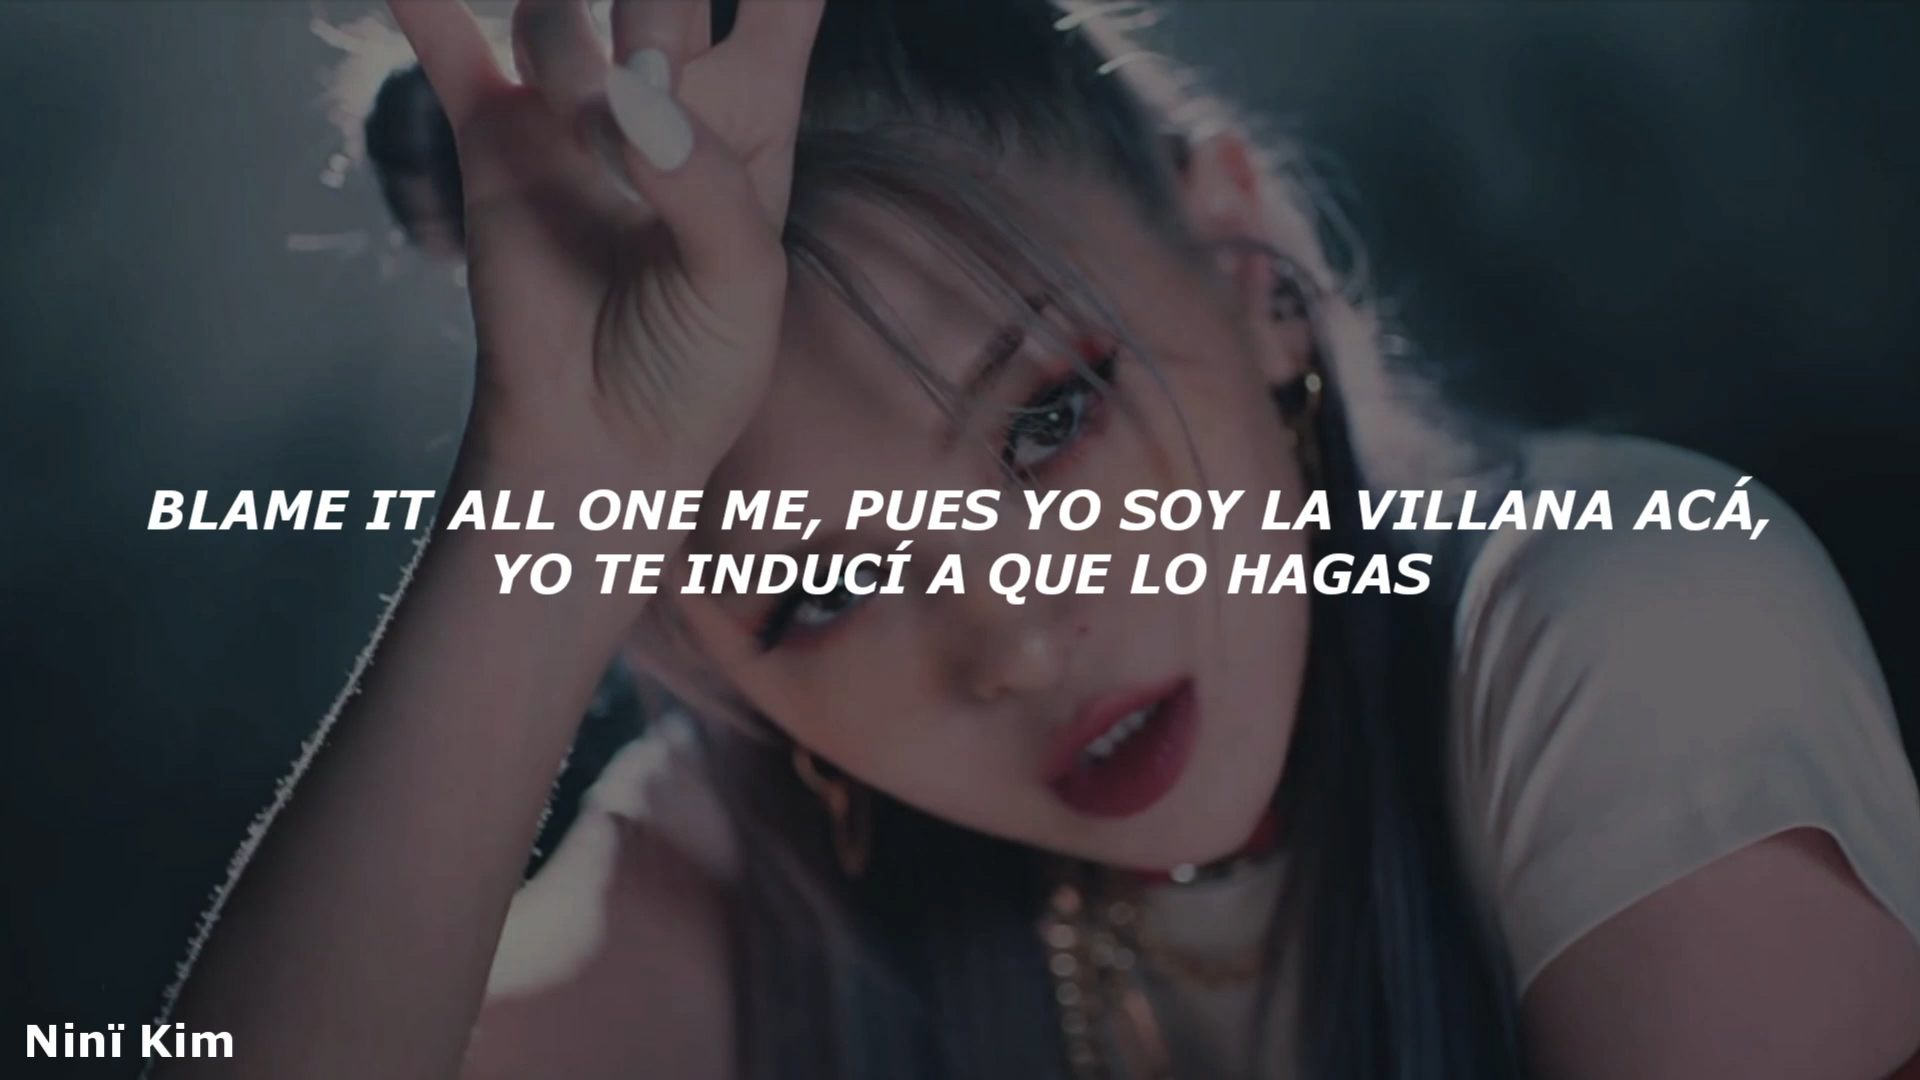 BLAME IT ALL ONE ME, PUES YO SOY LA VILLANA ACÁ,
YO TE INDUCÍ A QUE LO HAGAS
Ninï Kim